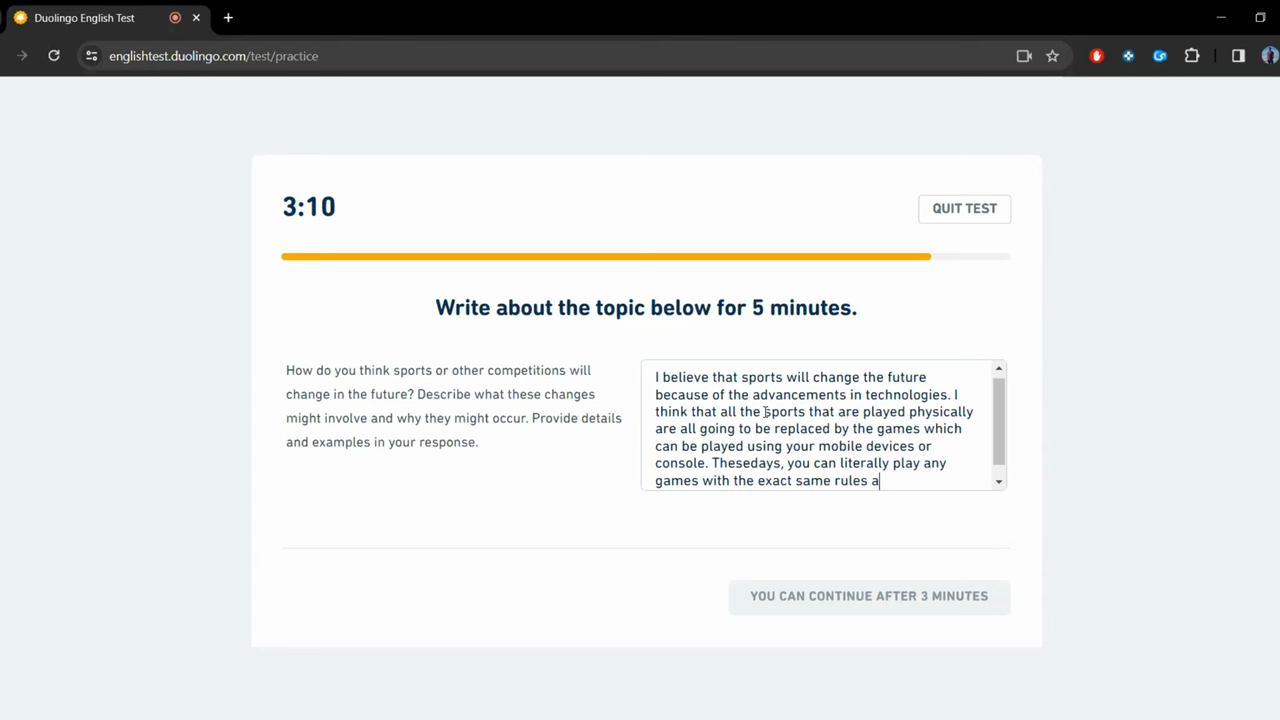 Duolingo English Test
englishtest.duolingo.com/test/practice
3:10
QUIT TEST
Write about the topic below for 5 minutes.
How do you think sports or other competitions will
change in the future? Describe what these changes
might involve and why they might occur. Provide details
and examples in your response.
I believe that sports will change the future
because of the advancements in technologies. I
think that all the sports that are played physically
are all going to be replaced by the games which
can be played using your mobile devices or
console. Thesedays, you can literally play any
games with the exact same rules a
YOU CAN CONTINUE AFTER 3 MINUTES